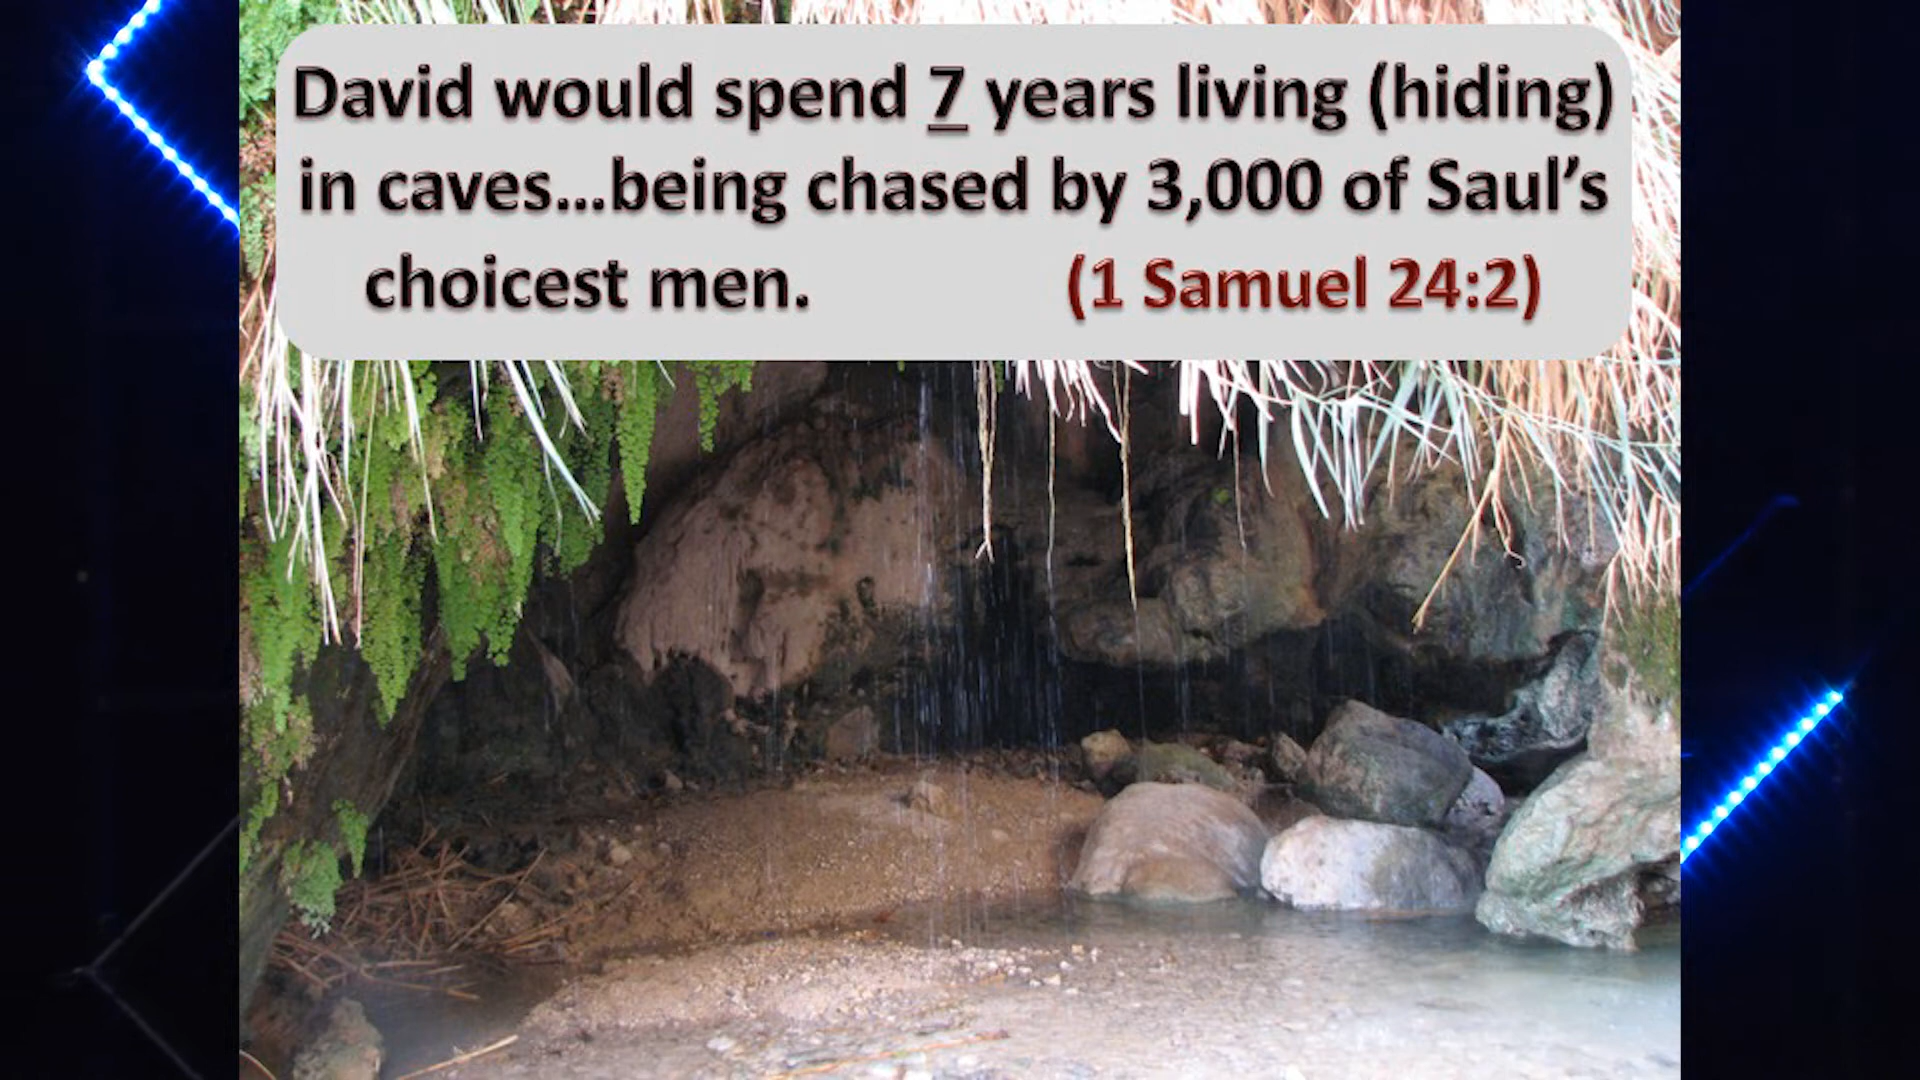 David would spend 7 years living (hiding)
in caves...being chased by 3,000 of Saul’s
choicest men. (1 Samuel 24:2)